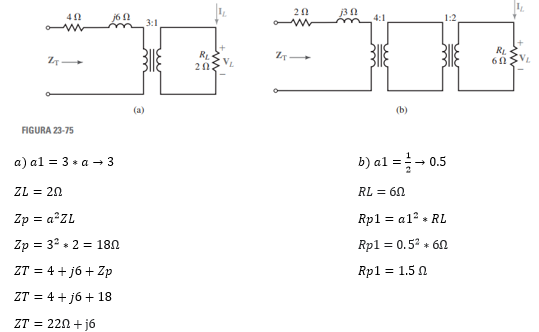 4 Ω
j6 Ω
3:1
I_L
Z_T
R_L
2 Ω
+
V_L
−
(a)
2 Ω
j3 Ω
4:1
1:2
I_L
Z_T
R_L
6 Ω
+
V_L
−
(b)
FIGURA 23-75
a) a1 = 3 * a → 3
ZL = 2Ω
Zp = a²ZL
Zp = 3² * 2 = 18Ω
ZT = 4 + j6 + Zp
ZT = 4 + j6 + 18
ZT = 22Ω + j6
b) a1 = 1/2 → 0.5
RL = 6Ω
Rp1 = a1² * RL
Rp1 = 0.5² * 6Ω
Rp1 = 1.5 Ω